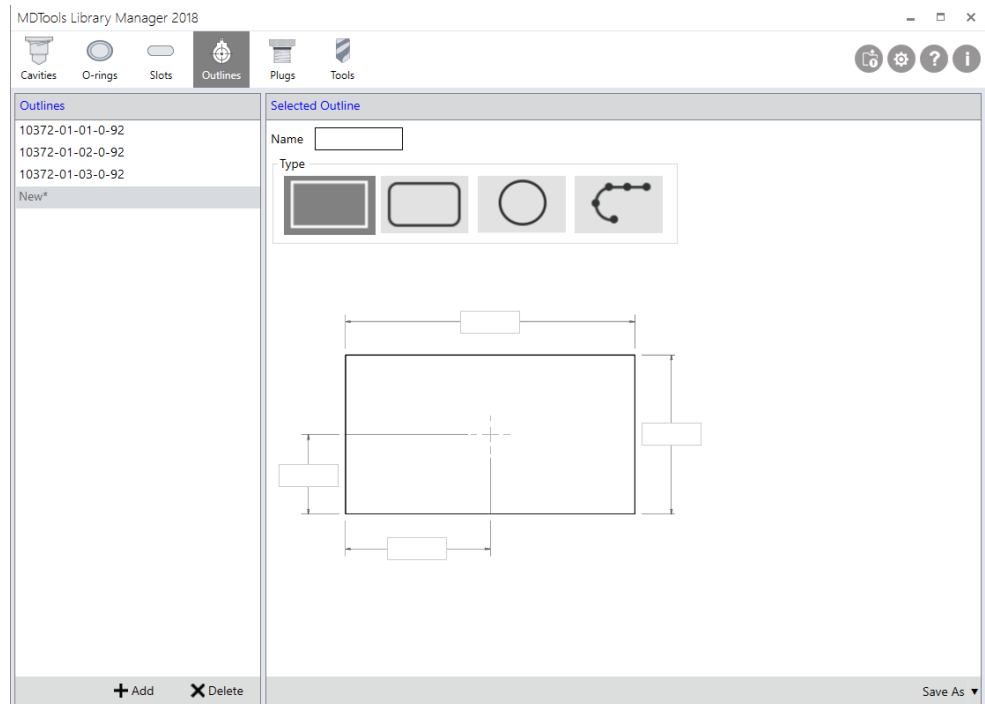 MDTools Library Manager 2018
Cavities O-rings Slots Outlines Plugs Tools
Outlines
10372-01-01-0-92
10372-01-02-0-92
10372-01-03-0-92
New*
Add Delete
Selected Outline
Name
Type
Save As